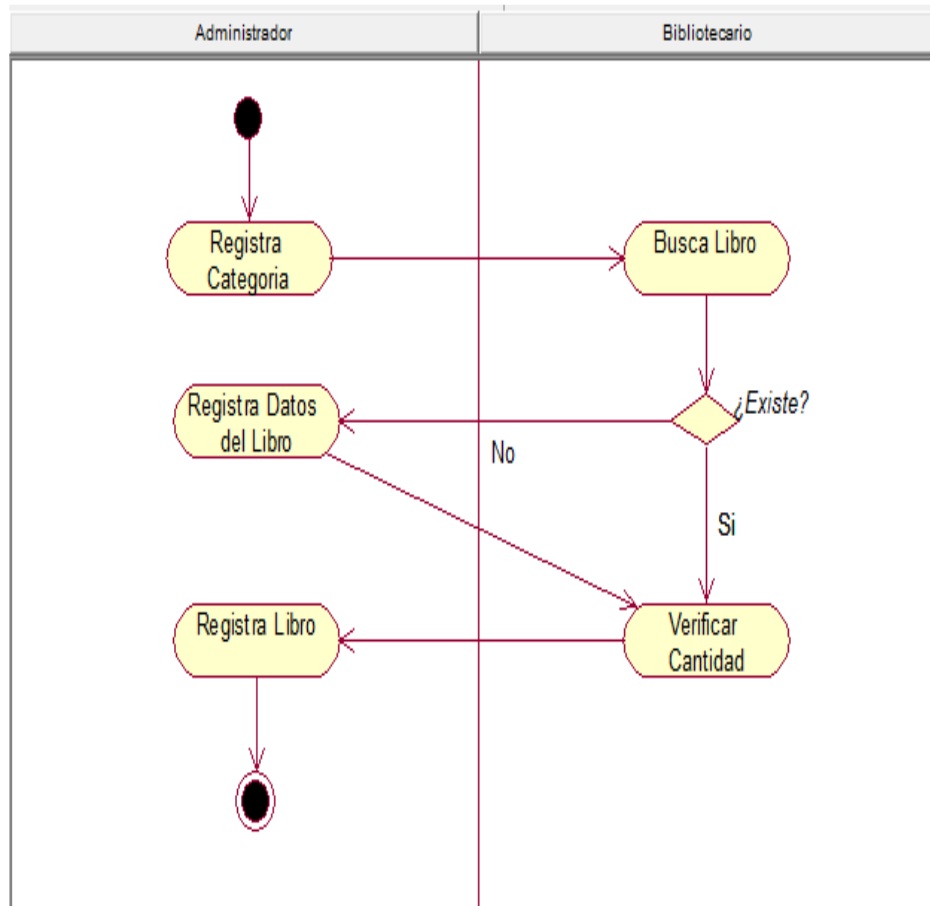 Administrador
Bibliotecario
Registra
Categoria
Busca Libro
¿Existe?
Registra Datos
del Libro
No
Si
Registra Libro
Verificar
Cantidad